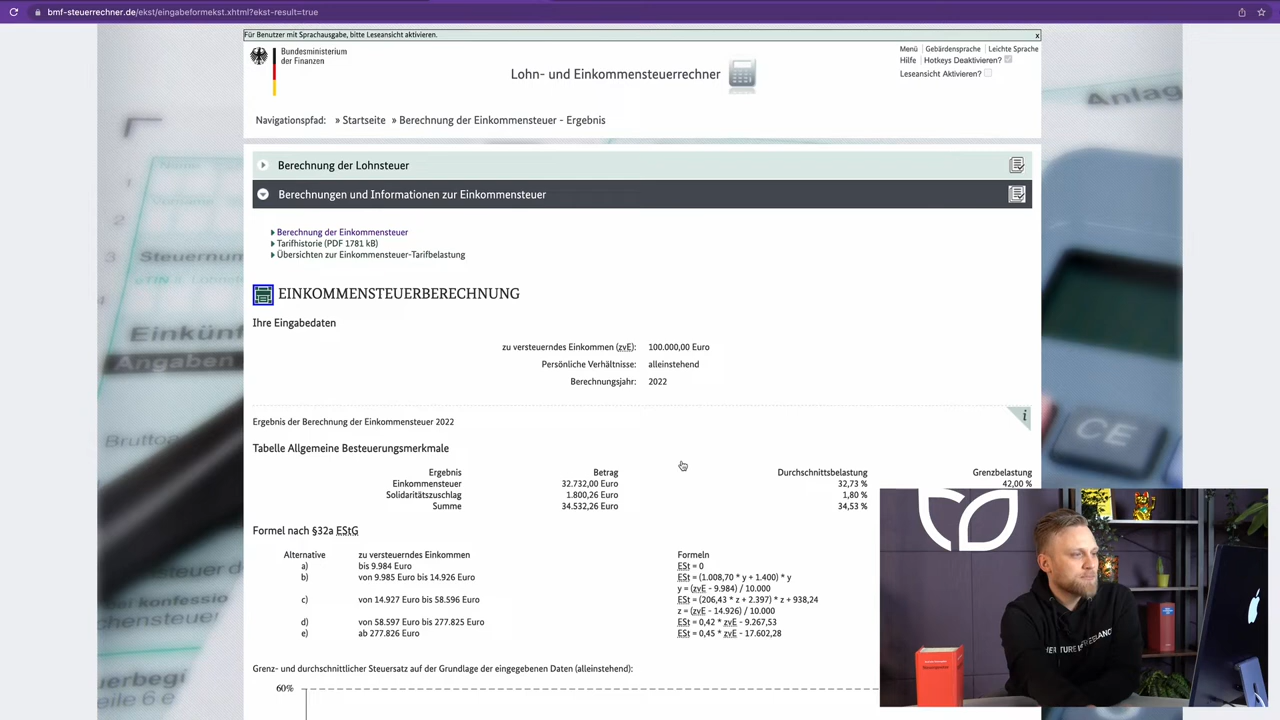 bmf-steuerrechner.de/ekst/eingabeformekst.xhtml?ekst-result=true
Für Benutzer mit Sprachausgabe, bitte Leseansicht aktivieren.
x
Bundesministerium
der Finanzen
Lohn- und Einkommensteuerrechner
Menü | Gebärdensprache | Leichte Sprache
Hilfe | Hotkeys Deaktivieren?
Leseansicht Aktivieren?
Navigationspfad: » Startseite » Berechnung der Einkommensteuer - Ergebnis
Anlag
Berechnung der Lohnsteuer
Berechnungen und Informationen zur Einkommensteuer
Berechnung der Einkommensteuer
Tarifhistorie (PDF 1781 kB)
Übersichten zur Einkommensteuer-Tarifbelastung
EINKOMMENSTEUERBERECHNUNG
Ihre Eingabedaten
zu versteuerndes Einkommen (zvE): 100.000,00 Euro
Persönliche Verhältnisse: alleinstehend
Berechnungsjahr: 2022
Ergebnis der Berechnung der Einkommensteuer 2022
i
Tabelle Allgemeine Besteuerungsmerkmale
Ergebnis Betrag Durchschnittsbelastung Grenzbelastung
Einkommensteuer 32.732,00 Euro 32,73 % 42,00 %
Solidaritätszuschlag 1.800,26 Euro 1,80 %
Summe 34.532,26 Euro 34,53 %
Formel nach §32a EStG
Alternative zu versteuerndes Einkommen Formeln
a) bis 9.984 Euro ESt = 0
b) von 9.985 Euro bis 14.926 Euro ESt = (1.008,70 * y + 1.400) * y
y = (zvE - 9.984) / 10.000
c) von 14.927 Euro bis 58.596 Euro ESt = (206,43 * z + 2.397) * z + 938,24
z = (zvE - 14.926) / 10.000
d) von 58.597 Euro bis 277.825 Euro ESt = 0,42 * zvE - 9.267,53
e) ab 277.826 Euro ESt = 0,45 * zvE - 17.602,28
Grenz- und durchschnittlicher Steuersatz auf der Grundlage der eingegebenen Daten (alleinstehend):
60%
2
3 Steuernum
Einkünf
Angaben
Brutto
CE